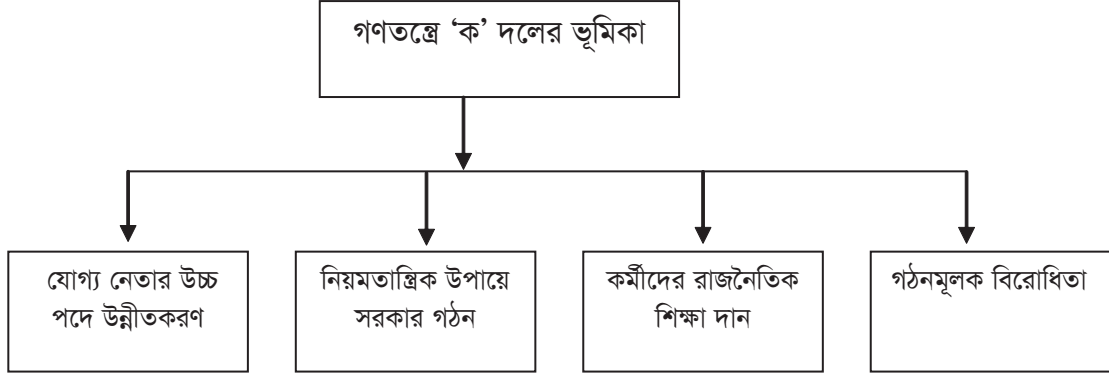 গণতন্ত্রে ‘ক’ দলের ভূমিকা
যোগ্য নেতার উচ্চ
পদে উন্নীতকরণ
নিয়মতান্ত্রিক উপায়ে
সরকার গঠন
কর্মীদের রাজনৈতিক
শিক্ষা দান
গঠনমূলক বিরোধিতা